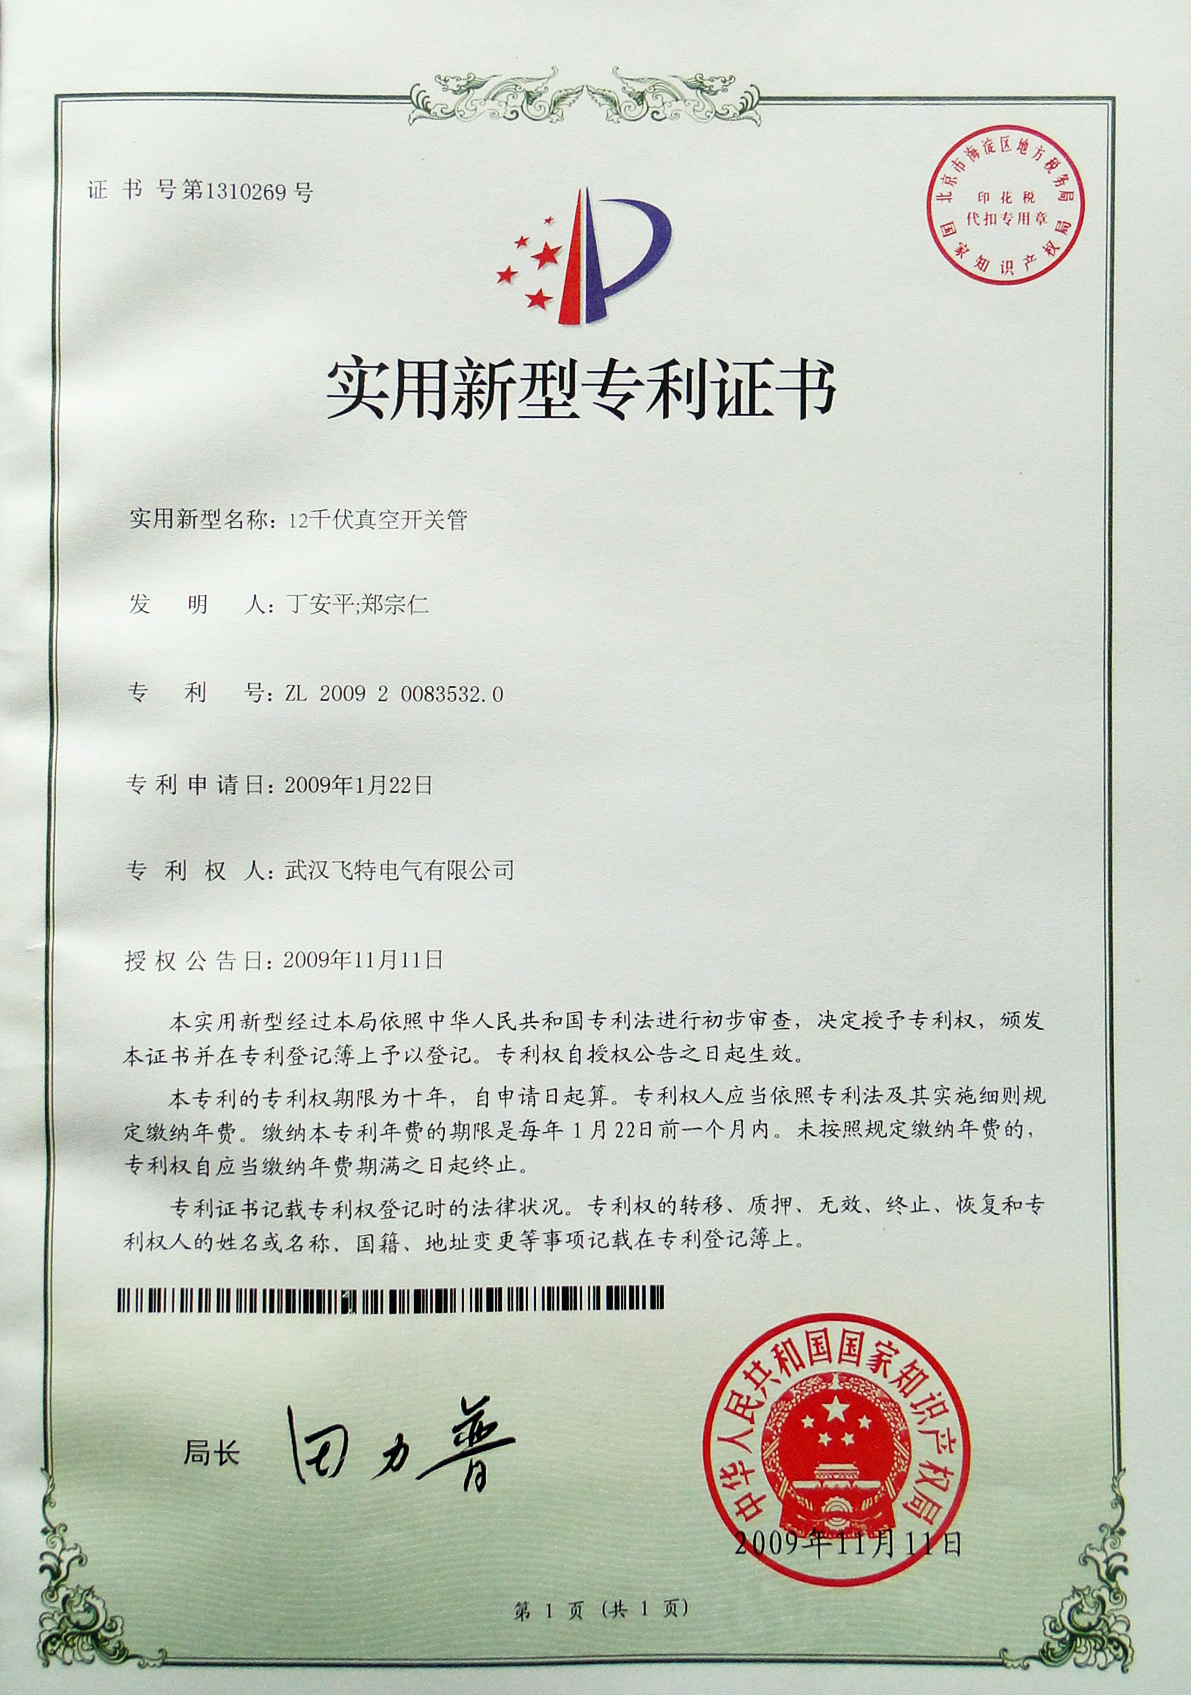 证书号第1310269号
北京市海淀区地方税务局
印花税
代扣专用章
国家知识产权局
实用新型专利证书
实用新型名称：12千伏真空开关管
发明人：丁安平;郑宗仁
专利号：ZL 2009 2 0083532.0
专利申请日：2009年1月22日
专利权人：武汉飞特电气有限公司
授权公告日：2009年11月11日
本实用新型经过本局依照中华人民共和国专利法进行初步审查，决定授予专利权，颁发
本证书并在专利登记簿上予以登记。专利权自授权公告之日起生效。
本专利的专利权期限为十年，自申请日起算。专利权人应当依照专利法及其实施细则规
定缴纳年费。缴纳本专利年费的期限是每年1月22日前一个月内。未按照规定缴纳年费的，
专利权自应当缴纳年费期满之日起终止。
专利证书记载专利权登记时的法律状况。专利权的转移、质押、无效、终止、恢复和专
利权人的姓名或名称、国籍、地址变更等事项记载在专利登记簿上。
局长
田力普
中华人民共和国国家知识产权局
2009年11月11日
第 1 页 (共 1 页)